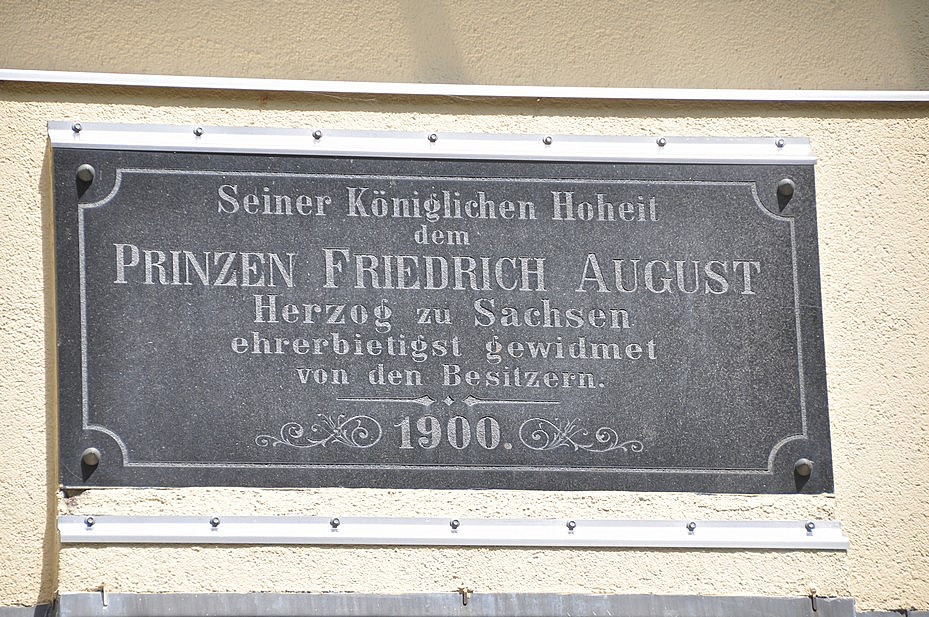 Seiner Königlichen Hoheit
dem
PRINZEN FRIEDRICH AUGUST
Herzog zu Sachsen
ehrerbietigst gewidmet
von den Besitzern.
1900.